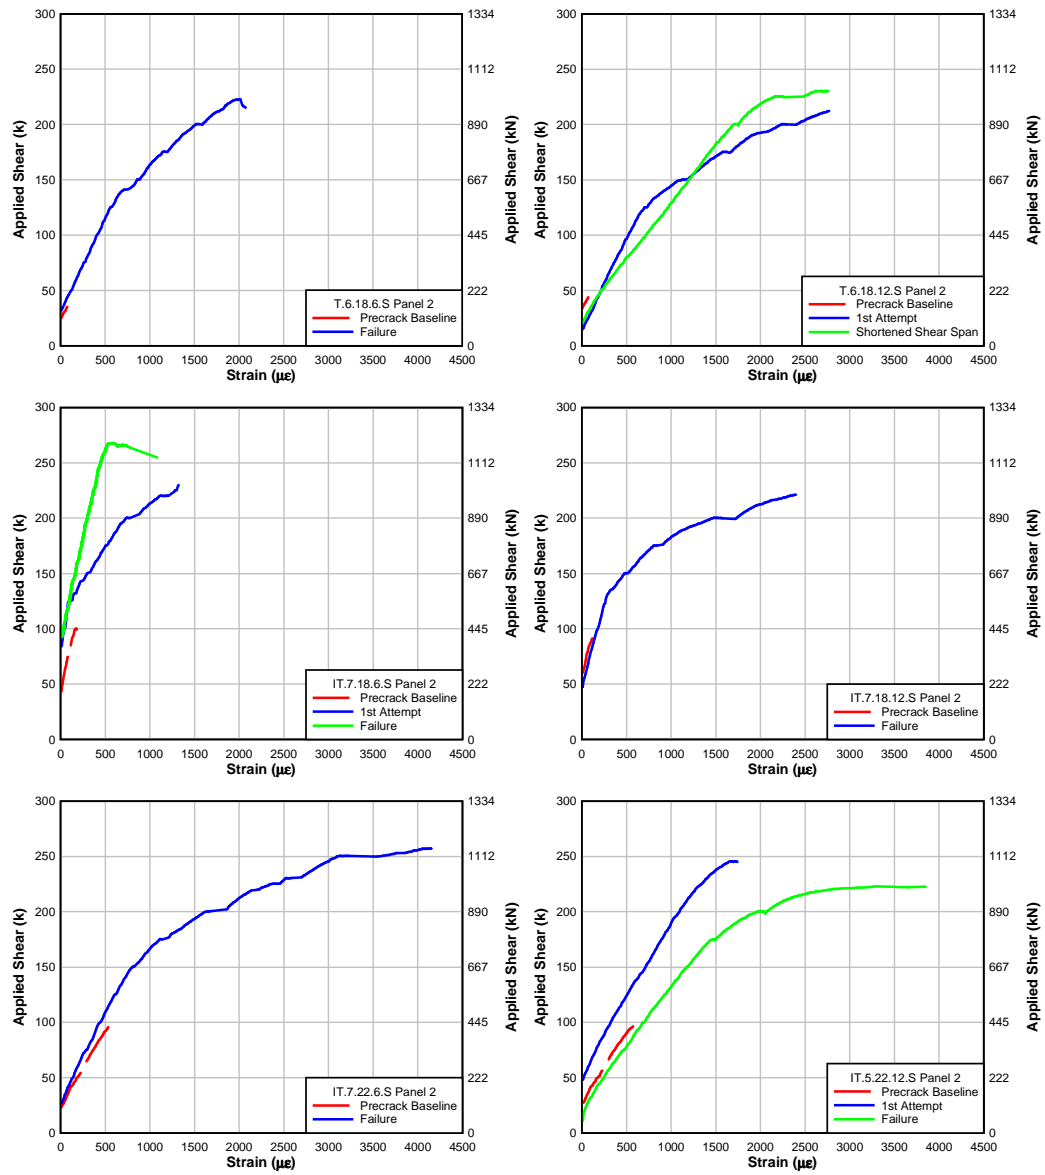 300
250
200
150
100
50
0
1334
1112
890
667
445
222
0
0 500 1000 1500 2000 2500 3000 3500 4000 4500
Applied Shear (k)
Applied Shear (kN)
Strain (με)
T.6.18.6.S Panel 2
Precrack Baseline
Failure
300
250
200
150
100
50
0
1334
1112
890
667
445
222
0
0 500 1000 1500 2000 2500 3000 3500 4000 4500
Applied Shear (k)
Applied Shear (kN)
Strain (με)
T.6.18.12.S Panel 2
Precrack Baseline
1st Attempt
Shortened Shear Span
300
250
200
150
100
50
0
1334
1112
890
667
445
222
0
0 500 1000 1500 2000 2500 3000 3500 4000 4500
Applied Shear (k)
Applied Shear (kN)
Strain (με)
IT.7.18.6.S Panel 2
Precrack Baseline
1st Attempt
Failure
300
250
200
150
100
50
0
1334
1112
890
667
445
222
0
0 500 1000 1500 2000 2500 3000 3500 4000 4500
Applied Shear (k)
Applied Shear (kN)
Strain (με)
IT.7.18.12.S Panel 2
Precrack Baseline
Failure
300
250
200
150
100
50
0
1334
1112
890
667
445
222
0
0 500 1000 1500 2000 2500 3000 3500 4000 4500
Applied Shear (k)
Applied Shear (kN)
Strain (με)
IT.7.22.6.S Panel 2
Precrack Baseline
Failure
300
250
200
150
100
50
0
1334
1112
890
667
445
222
0
0 500 1000 1500 2000 2500 3000 3500 4000 4500
Applied Shear (k)
Applied Shear (kN)
Strain (με)
IT.5.22.12.S Panel 2
Precrack Baseline
1st Attempt
Failure